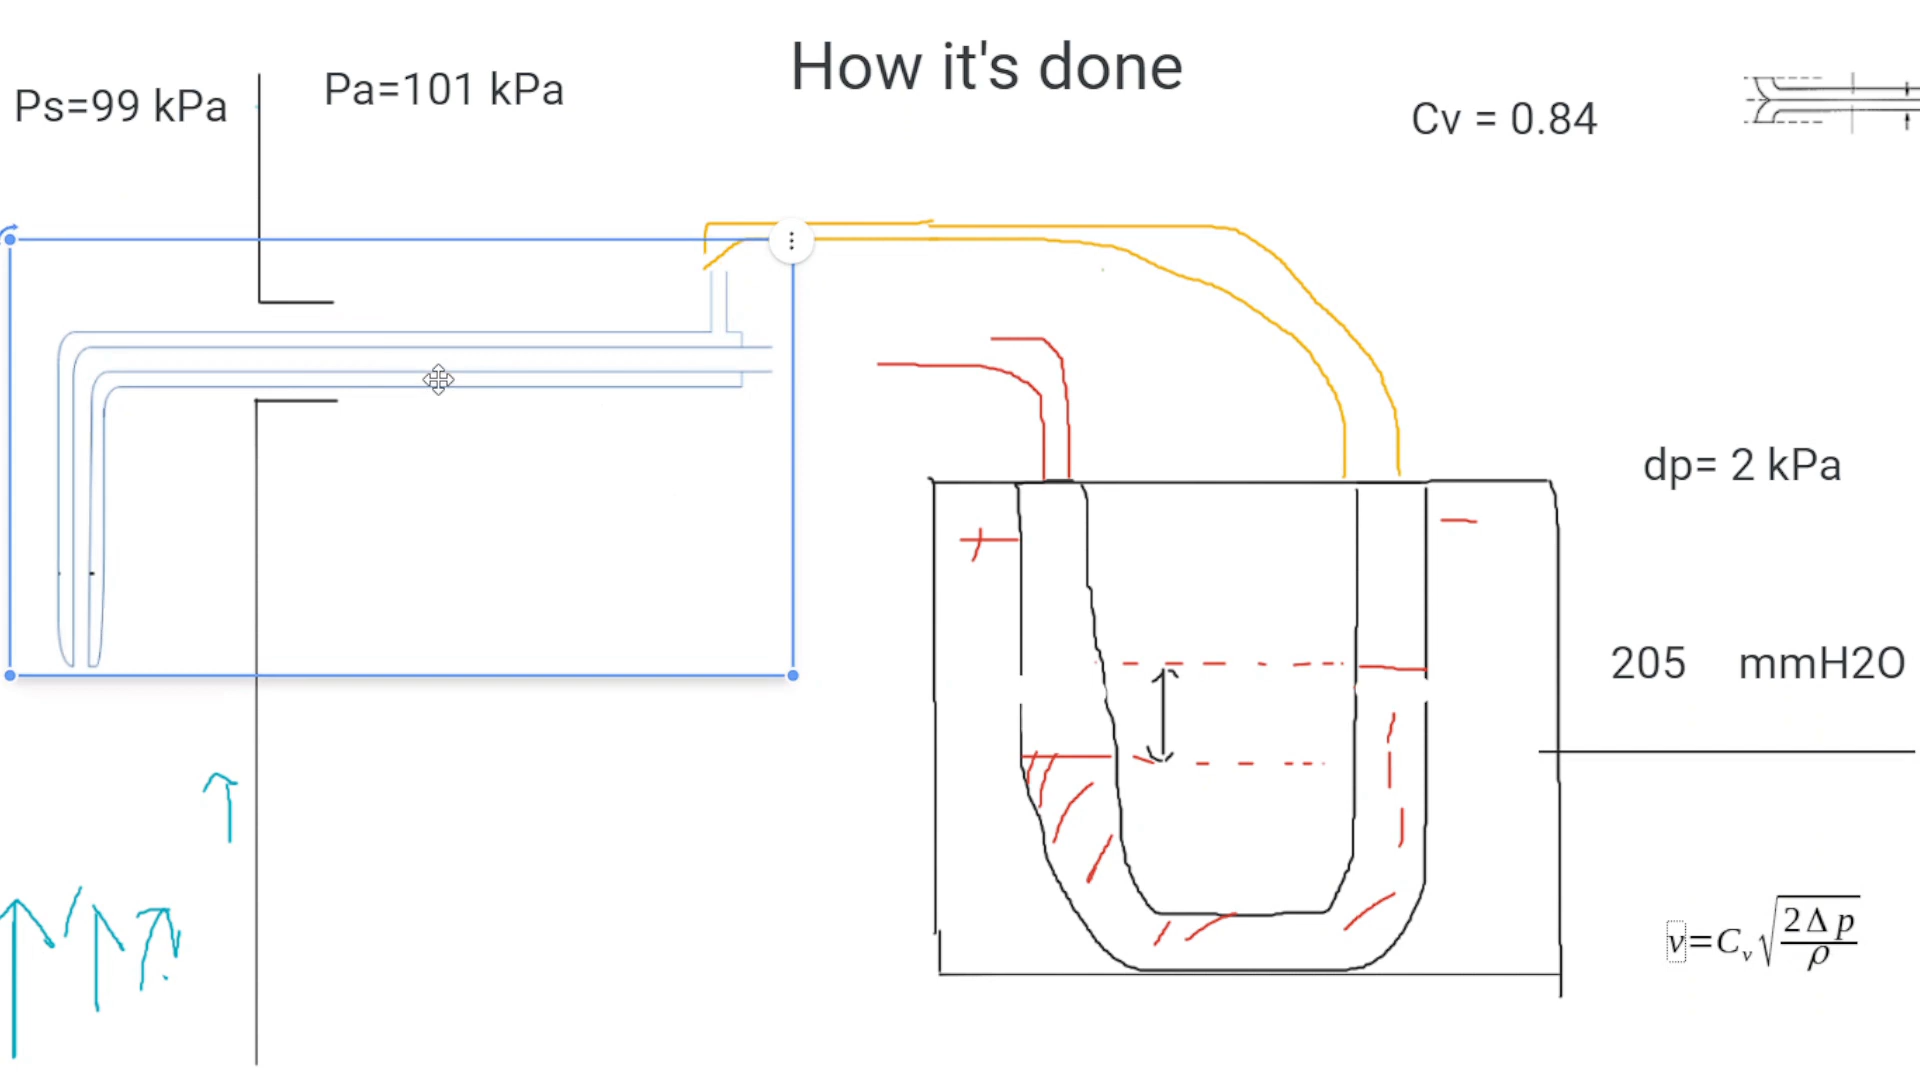 How it's done
Ps=99 kPa
Pa=101 kPa
Cv = 0.84
dp= 2 kPa
205 mmH2O
v=Cv√2Δp/ρ